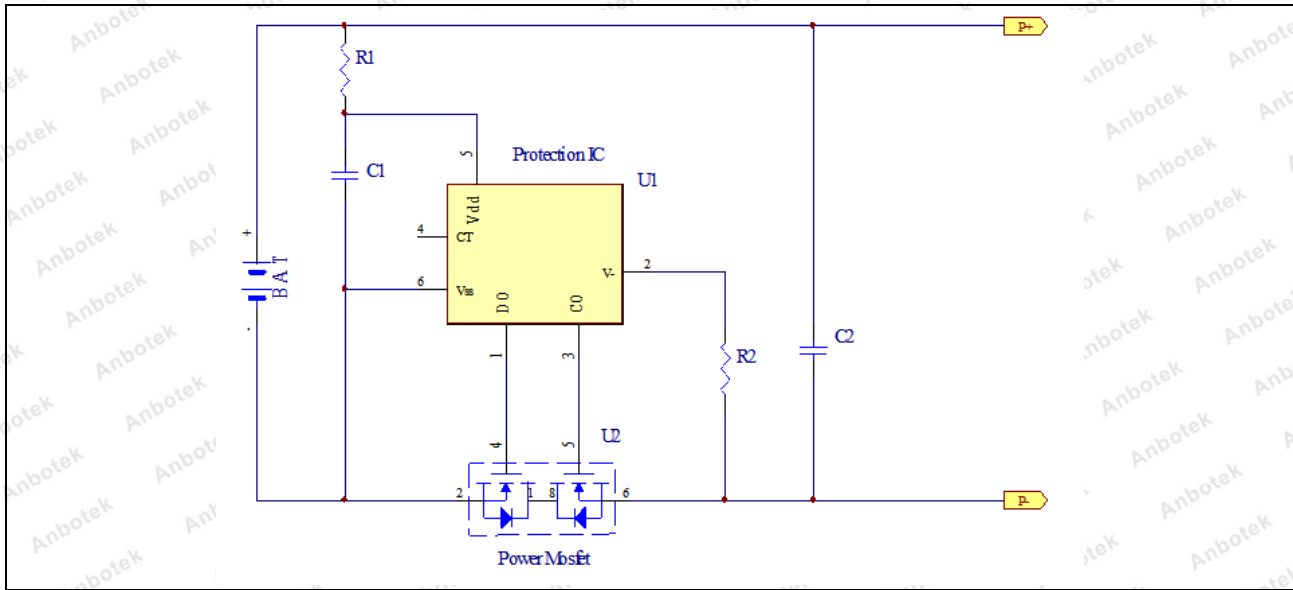 P+
R1
5
Protection IC
U1
C1
Vdd
4
CT
+
2
V-
BAT
6
Vss
DO
CO
-
C2
R2
1
3
U2
4
5
2
1
8
6
P-
Power Mosfet
Anbotek